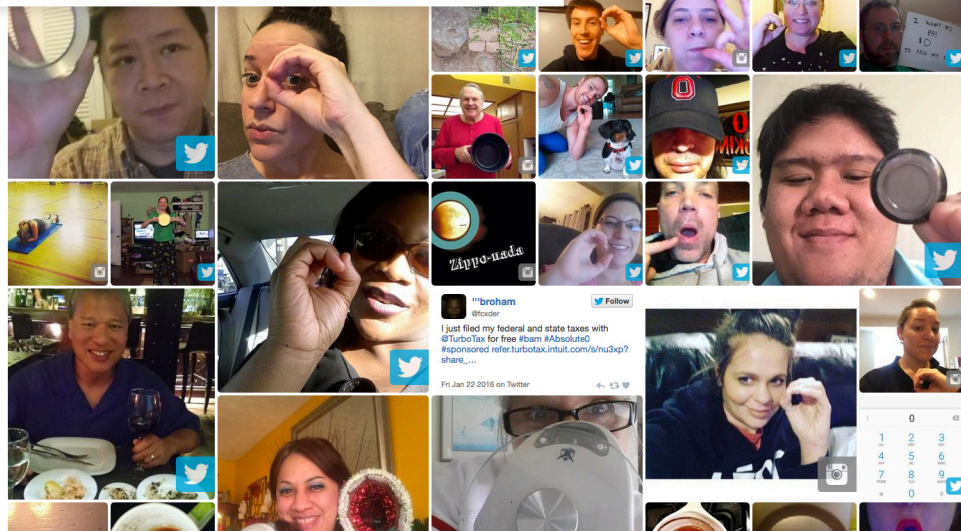 I WANT TO
PAY
$0
TO FILE MY
O
Zippo-nada
'''broham
Follow
@fcxder
I just filed my federal and state taxes with
@TurboTax for free #bam #Absolute0
#sponsored refer.turbotax.intuit.com/s/nu3xp?
share_...
Fri Jan 22 2016 on Twitter
0
1 2 3
4 5 6
7 8 9
* 0